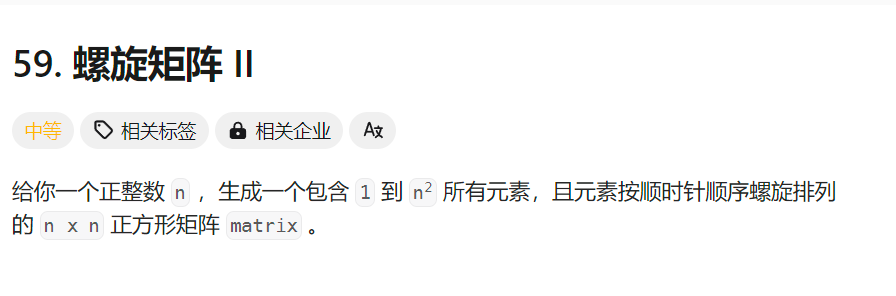 59. 螺旋矩阵 II
中等 相关标签 相关企业 A文
给你一个正整数 n ，生成一个包含 1 到 n² 所有元素，且元素按顺时针顺序螺旋排列
的 n x n 正方形矩阵 matrix 。